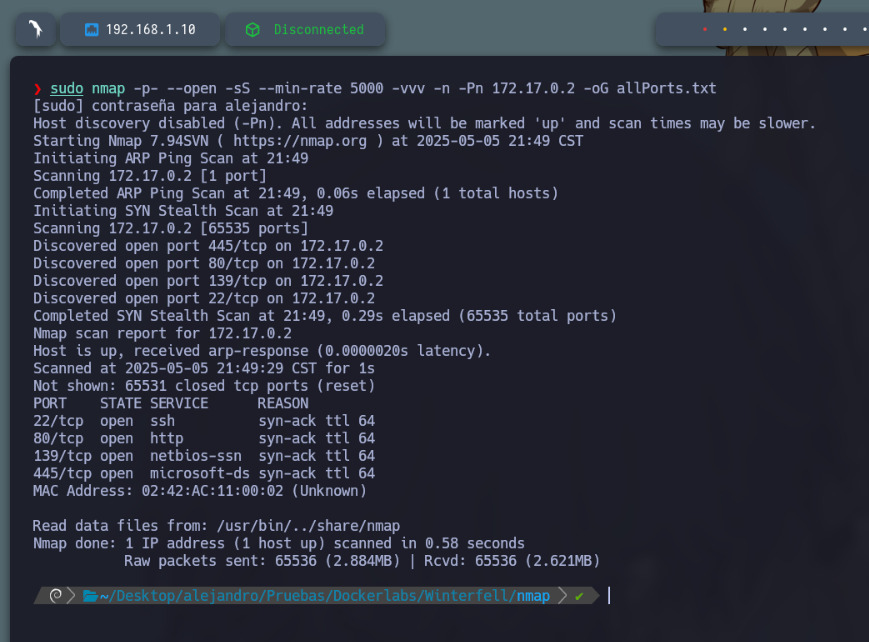 192.168.1.10
Disconnected
❯ sudo nmap -p- --open -sS --min-rate 5000 -vvv -n -Pn 172.17.0.2 -oG allPorts.txt
[sudo] contraseña para alejandro:
Host discovery disabled (-Pn). All addresses will be marked 'up' and scan times may be slower.
Starting Nmap 7.94SVN ( https://nmap.org ) at 2025-05-05 21:49 CST
Initiating ARP Ping Scan at 21:49
Scanning 172.17.0.2 [1 port]
Completed ARP Ping Scan at 21:49, 0.06s elapsed (1 total hosts)
Initiating SYN Stealth Scan at 21:49
Scanning 172.17.0.2 [65535 ports]
Discovered open port 445/tcp on 172.17.0.2
Discovered open port 80/tcp on 172.17.0.2
Discovered open port 139/tcp on 172.17.0.2
Discovered open port 22/tcp on 172.17.0.2
Completed SYN Stealth Scan at 21:49, 0.29s elapsed (65535 total ports)
Nmap scan report for 172.17.0.2
Host is up, received arp-response (0.0000020s latency).
Scanned at 2025-05-05 21:49:29 CST for 1s
Not shown: 65531 closed tcp ports (reset)
PORT    STATE SERVICE      REASON
22/tcp  open  ssh          syn-ack ttl 64
80/tcp  open  http         syn-ack ttl 64
139/tcp open  netbios-ssn  syn-ack ttl 64
445/tcp open  microsoft-ds syn-ack ttl 64
MAC Address: 02:42:AC:11:00:02 (Unknown)
Read data files from: /usr/bin/../share/nmap
Nmap done: 1 IP address (1 host up) scanned in 0.58 seconds
Raw packets sent: 65536 (2.884MB) | Rcvd: 65536 (2.621MB)
~/Desktop/alejandro/Pruebas/Dockerlabs/Winterfell/nmap ✔